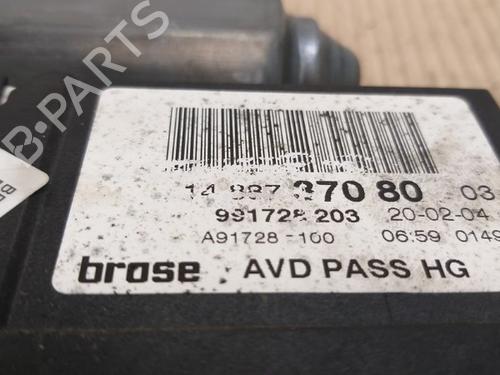 14 887 370 80 03
991728 203 20-02-04
A91728-100 06:59 0149
brose AVD PASS HG
B-PARTS